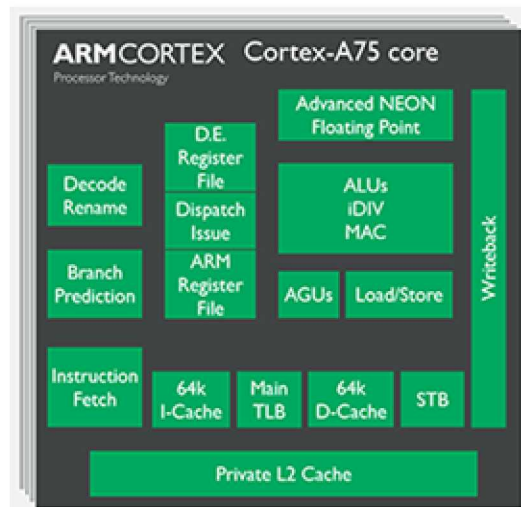 ARMCORTEX Cortex-A75 core
Processor Technology
Advanced NEON
Floating Point
D.E.
Register
File
Decode
Rename
Dispatch
Issue
ALUs
iDIV
MAC
Branch
Prediction
ARM
Register
File
AGUs
Load/Store
Writeback
Instruction
Fetch
64k
I-Cache
Main
TLB
64k
D-Cache
STB
Private L2 Cache